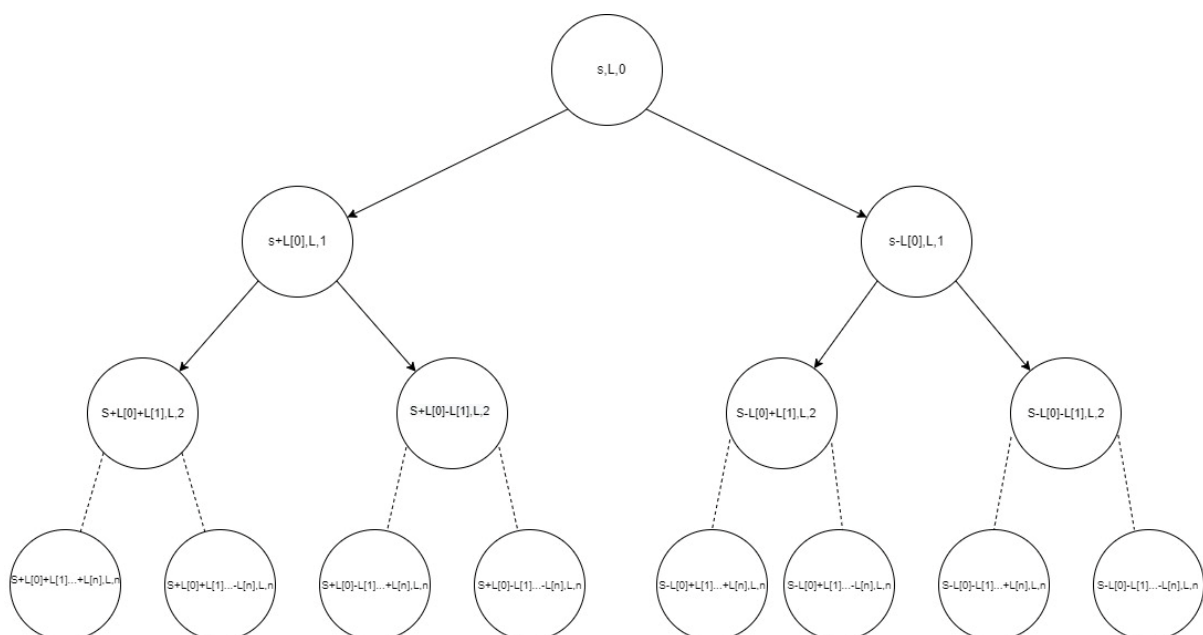 s,L,0
s+L[0],L,1
s-L[0],L,1
S+L[0]+L[1],L,2
S+L[0]-L[1],L,2
S-L[0]+L[1],L,2
S-L[0]-L[1],L,2
S+L[0]+L[1]...+L[n],L,n
S+L[0]+L[1]...-L[n],L,n
S+L[0]-L[1]...+L[n],L,n
S+L[0]-L[1]...-L[n],L,n
S-L[0]+L[1]...+L[n],L,n
S-L[0]+L[1]...-L[n],L,n
S-L[0]-L[1]...+L[n],L,n
S-L[0]-L[1]...-L[n],L,n